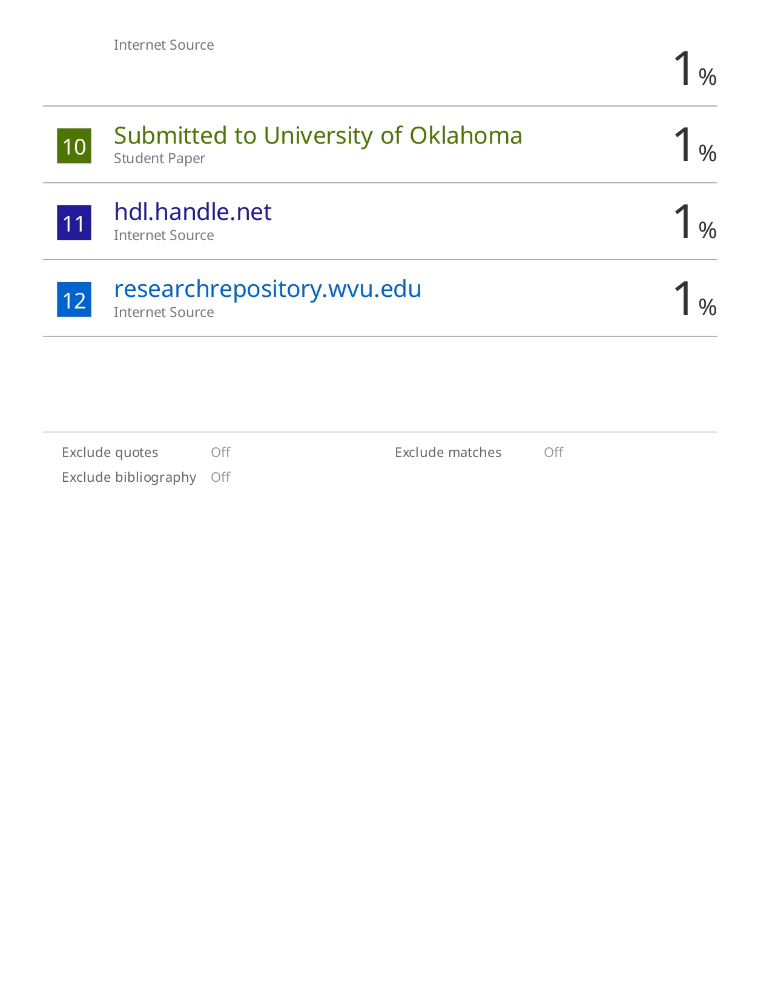 Internet Source
1%
10 Submitted to University of Oklahoma 1%
Student Paper
11 hdl.handle.net 1%
Internet Source
12 researchrepository.wvu.edu 1%
Internet Source
Exclude quotes Off Exclude matches Off
Exclude bibliography Off